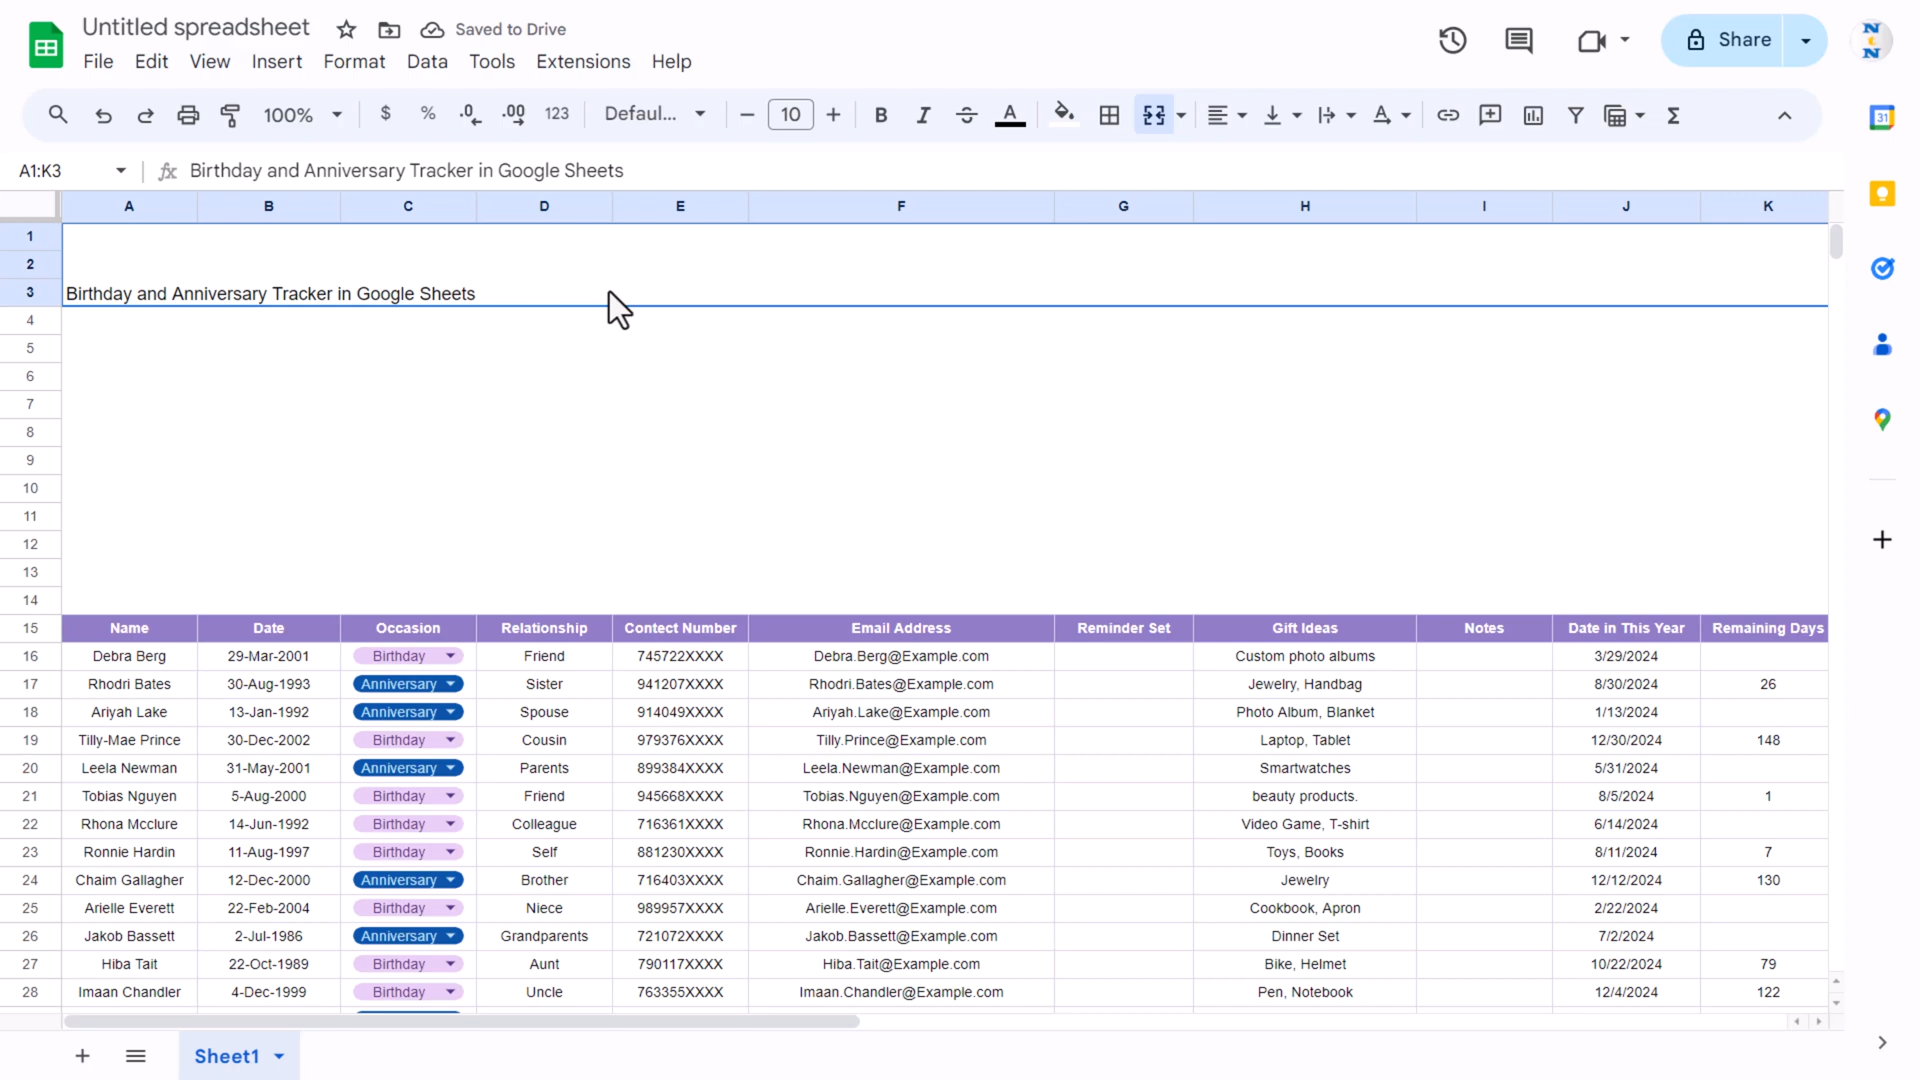 Untitled spreadsheet Saved to Drive
File Edit View Insert Format Data Tools Extensions Help
Share
100% $ % .0 .00 123 Defaul... 10 B I A A Σ
31
N
N
A1:K3 fx Birthday and Anniversary Tracker in Google Sheets
A B C D E F G H I J K
1
2
3 Birthday and Anniversary Tracker in Google Sheets
4
5
6
7
8
9
10
11
12
13
14
15 Name Date Occasion Relationship Contect Number Email Address Reminder Set Gift Ideas Notes Date in This Year Remaining Days
16 Debra Berg 29-Mar-2001 Birthday Friend 745722XXXX Debra.Berg@Example.com Custom photo albums 3/29/2024
17 Rhodri Bates 30-Aug-1993 Anniversary Sister 941207XXXX Rhodri.Bates@Example.com Jewelry, Handbag 8/30/2024 26
18 Ariyah Lake 13-Jan-1992 Anniversary Spouse 914049XXXX Ariyah.Lake@Example.com Photo Album, Blanket 1/13/2024
19 Tilly-Mae Prince 30-Dec-2002 Birthday Cousin 979376XXXX Tilly.Prince@Example.com Laptop, Tablet 12/30/2024 148
20 Leela Newman 31-May-2001 Anniversary Parents 899384XXXX Leela.Newman@Example.com Smartwatches 5/31/2024
21 Tobias Nguyen 5-Aug-2000 Birthday Friend 945668XXXX Tobias.Nguyen@Example.com beauty products. 8/5/2024 1
22 Rhona Mcclure 14-Jun-1992 Birthday Colleague 716361XXXX Rhona.Mcclure@Example.com Video Game, T-shirt 6/14/2024
23 Ronnie Hardin 11-Aug-1997 Birthday Self 881230XXXX Ronnie.Hardin@Example.com Toys, Books 8/11/2024 7
24 Chaim Gallagher 12-Dec-2000 Anniversary Brother 716403XXXX Chaim.Gallagher@Example.com Jewelry 12/12/2024 130
25 Arielle Everett 22-Feb-2004 Birthday Niece 989957XXXX Arielle.Everett@Example.com Cookbook, Apron 2/22/2024
26 Jakob Bassett 2-Jul-1986 Anniversary Grandparents 721072XXXX Jakob.Bassett@Example.com Dinner Set 7/2/2024
27 Hiba Tait 22-Oct-1989 Birthday Aunt 790117XXXX Hiba.Tait@Example.com Bike, Helmet 10/22/2024 79
28 Imaan Chandler 4-Dec-1999 Birthday Uncle 763355XXXX Imaan.Chandler@Example.com Pen, Notebook 12/4/2024 122
Sheet1